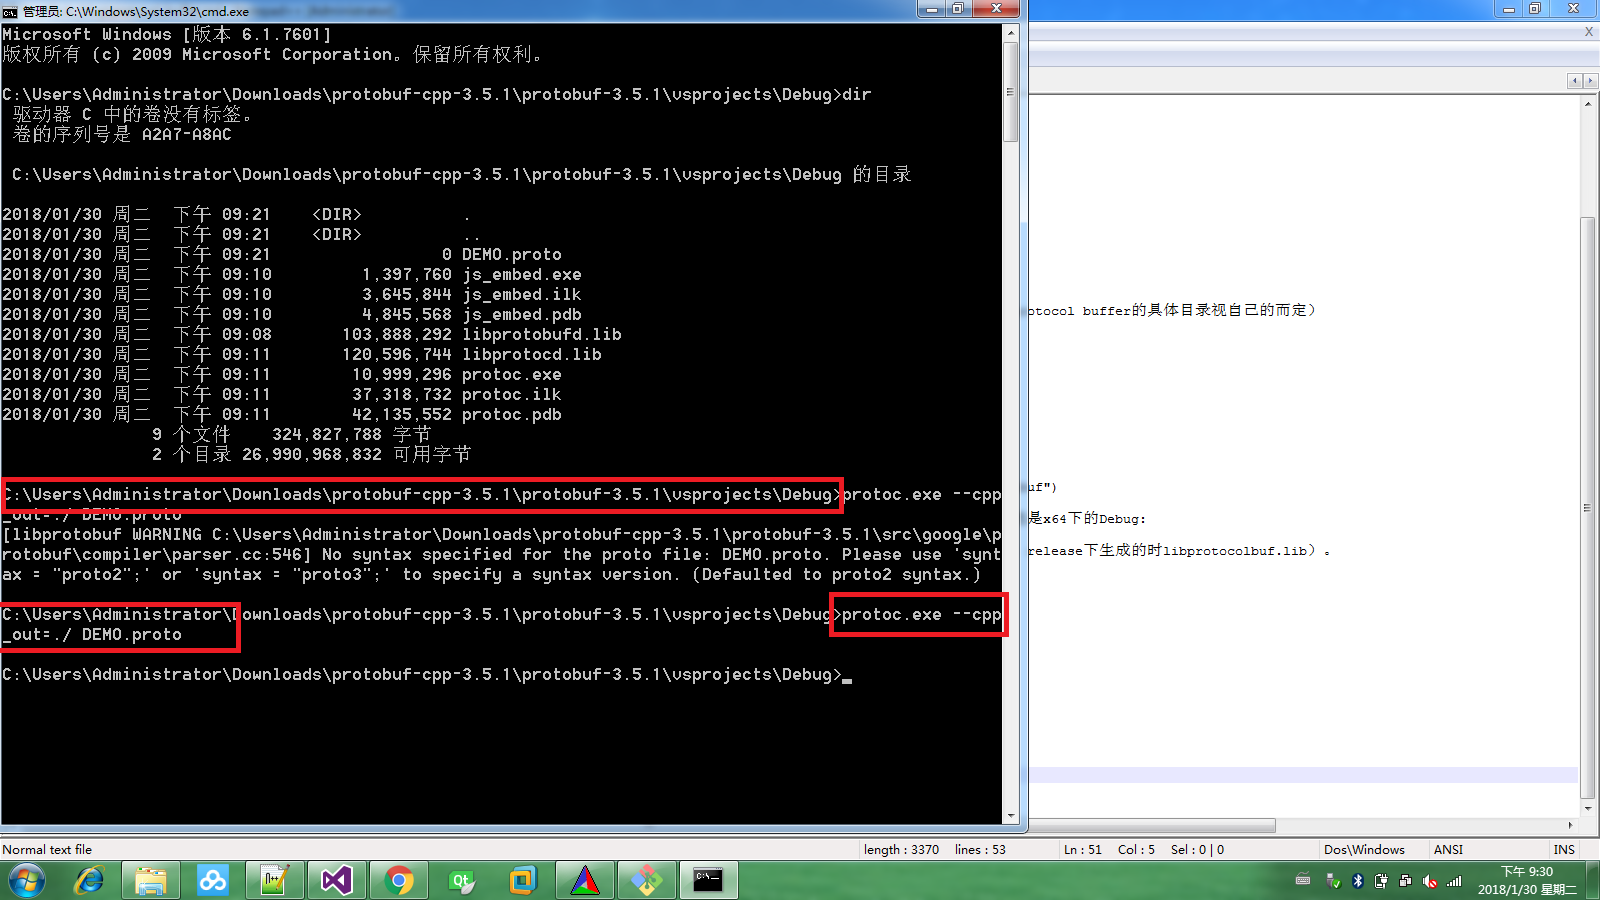 管理员: C:\Windows\System32\cmd.exe
Microsoft Windows [版本 6.1.7601]
版权所有 (c) 2009 Microsoft Corporation。保留所有权利。
C:\Users\Administrator\Downloads\protobuf-cpp-3.5.1\protobuf-3.5.1\vsprojects\Debug>dir
驱动器 C 中的卷没有标签。
卷的序列号是 A2A7-A8AC
C:\Users\Administrator\Downloads\protobuf-cpp-3.5.1\protobuf-3.5.1\vsprojects\Debug 的目录
2018/01/30 周二 下午 09:21 <DIR> .
2018/01/30 周二 下午 09:21 <DIR> ..
2018/01/30 周二 下午 09:21 0 DEMO.proto
2018/01/30 周二 下午 09:10 1,397,760 js_embed.exe
2018/01/30 周二 下午 09:10 3,645,844 js_embed.ilk
2018/01/30 周二 下午 09:10 4,845,568 js_embed.pdb
2018/01/30 周二 下午 09:08 103,888,292 libprotobufd.lib
2018/01/30 周二 下午 09:11 120,596,744 libprotocd.lib
2018/01/30 周二 下午 09:11 10,999,296 protoc.exe
2018/01/30 周二 下午 09:11 37,318,732 protoc.ilk
2018/01/30 周二 下午 09:11 42,135,552 protoc.pdb
9 个文件 324,827,788 字节
2 个目录 26,990,968,832 可用字节
C:\Users\Administrator\Downloads\protobuf-cpp-3.5.1\protobuf-3.5.1\vsprojects\Debug>protoc.exe --cpp
_out=./ DEMO.proto
[libprotobuf WARNING C:\Users\Administrator\Downloads\protobuf-cpp-3.5.1\protobuf-3.5.1\src\google\p
rotobuf\compiler\parser.cc:546] No syntax specified for the proto file: DEMO.proto. Please use 'synt
ax = "proto2";' or 'syntax = "proto3";' to specify a syntax version. (Defaulted to proto2 syntax.)
C:\Users\Administrator\Downloads\protobuf-cpp-3.5.1\protobuf-3.5.1\vsprojects\Debug>protoc.exe --cpp
_out=./ DEMO.proto
C:\Users\Administrator\Downloads\protobuf-cpp-3.5.1\protobuf-3.5.1\vsprojects\Debug>_
otocol buffer的具体目录视自己的而定）
uf")
是x64下的Debug:
release下生成的时libprotocolbuf.lib）。
Normal text file
length : 3370 lines : 53
Ln : 51 Col : 5 Sel : 0 | 0
Dos\Windows
ANSI
INS
下午 9:30
2018/1/30 星期二